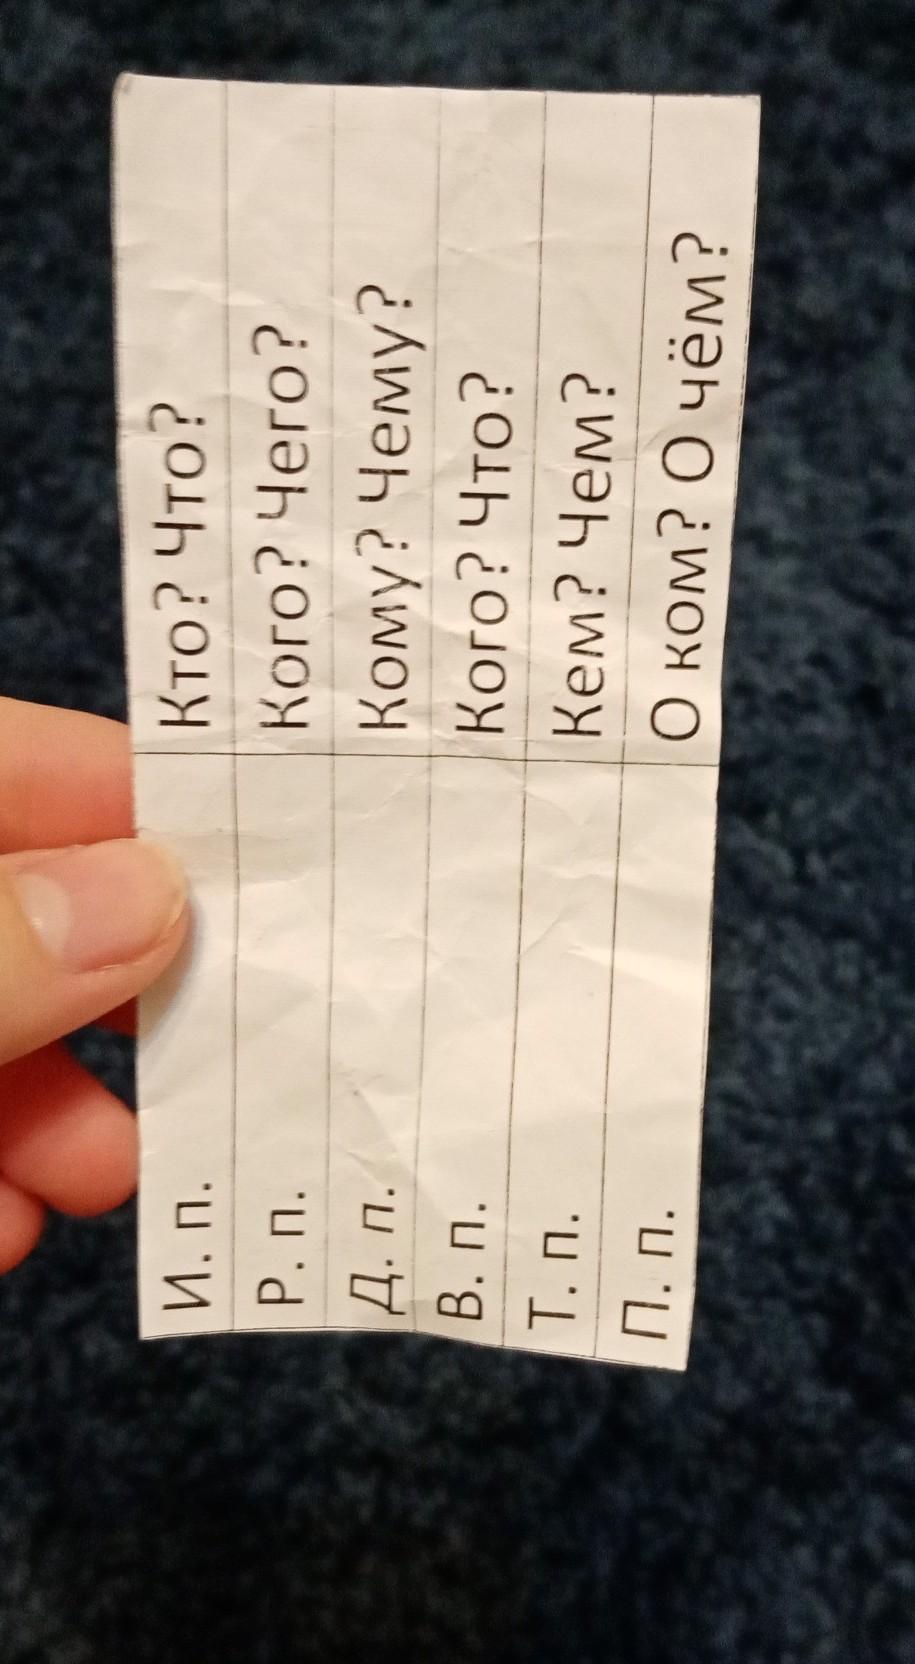 И. п. Кто? Что?
Р. п. Кого? Чего?
Д. п. Кому? Чему?
В. п. Кого? Что?
Т. п. Кем? Чем?
П. п. О ком? О чём?